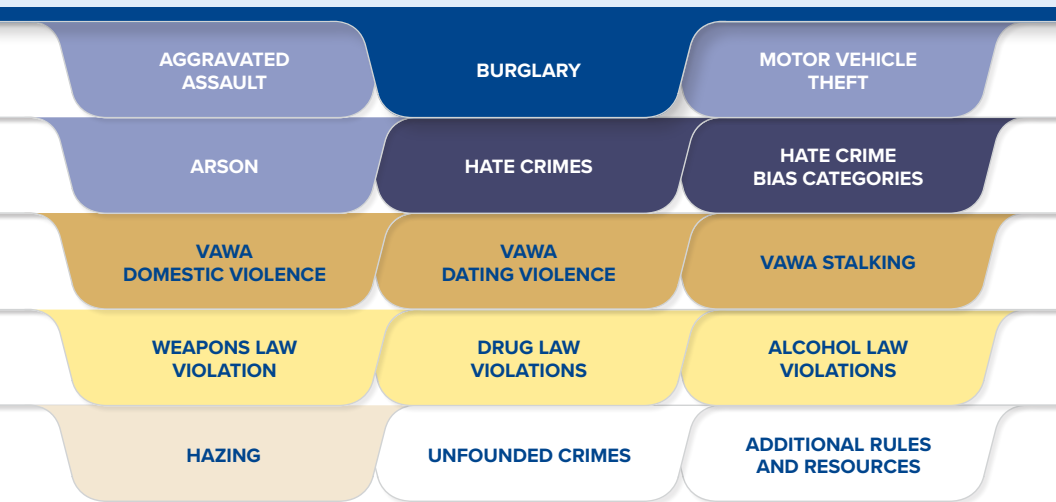 AGGRAVATED
ASSAULT
BURGLARY
MOTOR VEHICLE
THEFT
ARSON
HATE CRIMES
HATE CRIME
BIAS CATEGORIES
VAWA
DOMESTIC VIOLENCE
VAWA
DATING VIOLENCE
VAWA STALKING
WEAPONS LAW
VIOLATION
DRUG LAW
VIOLATIONS
ALCOHOL LAW
VIOLATIONS
HAZING
UNFOUNDED CRIMES
ADDITIONAL RULES
AND RESOURCES